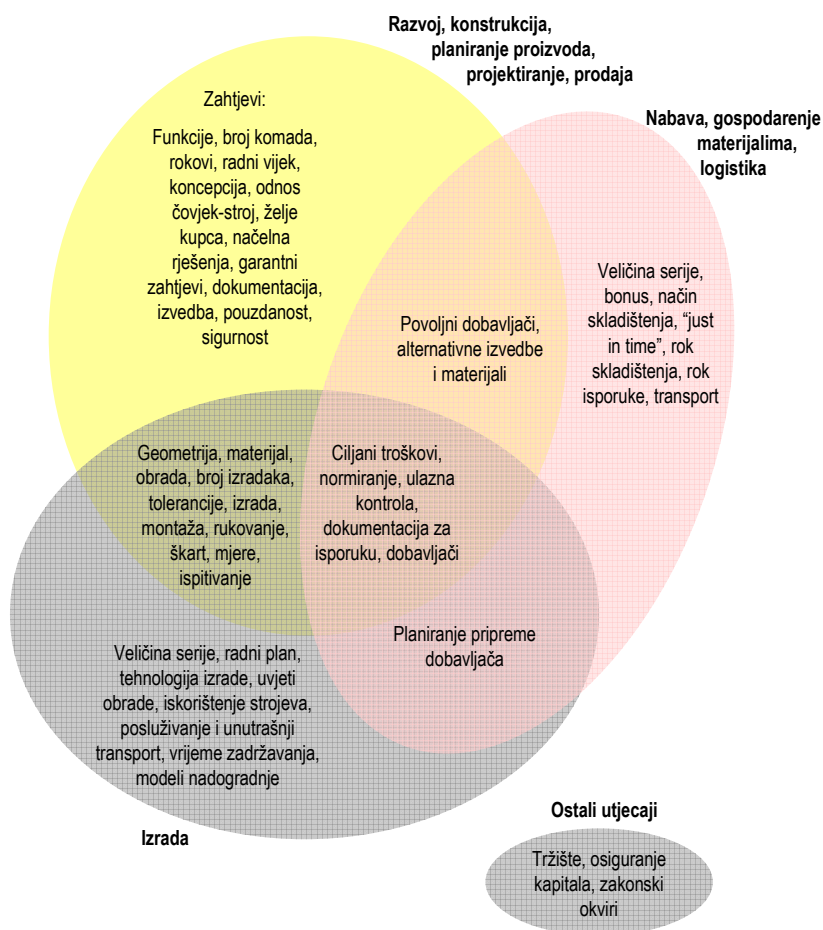 Razvoj, konstrukcija,
planiranje proizvoda,
projektiranje, prodaja
Zahtjevi:
Funkcije, broj komada,
rokovi, radni vijek,
koncepcija, odnos
čovjek-stroj, želje
kupca, načelna
rješenja, garantni
zahtjevi, dokumentacija,
izvedba, pouzdanost,
sigurnost
Nabava, gospodarenje
materijalima,
logistika
Veličina serije,
bonus, način
skladištenja, “just
in time”, rok
skladištenja, rok
isporuke, transport
Povoljni dobavljači,
alternativne izvedbe
i materijali
Geometrija, materijal,
obrada, broj izradaka,
tolerancije, izrada,
montaža, rukovanje,
škart, mjere,
ispitivanje
Ciljani troškovi,
normiranje, ulazna
kontrola,
dokumentacija za
isporuku, dobavljači
Planiranje pripreme
dobavljača
Veličina serije, radni plan,
tehnologija izrade, uvjeti
obrade, iskorištenje strojeva,
posluživanje i unutrašnji
transport, vrijeme zadržavanja,
modeli nadogradnje
Izrada
Ostali utjecaji
Tržište, osiguranje
kapitala, zakonski
okviri